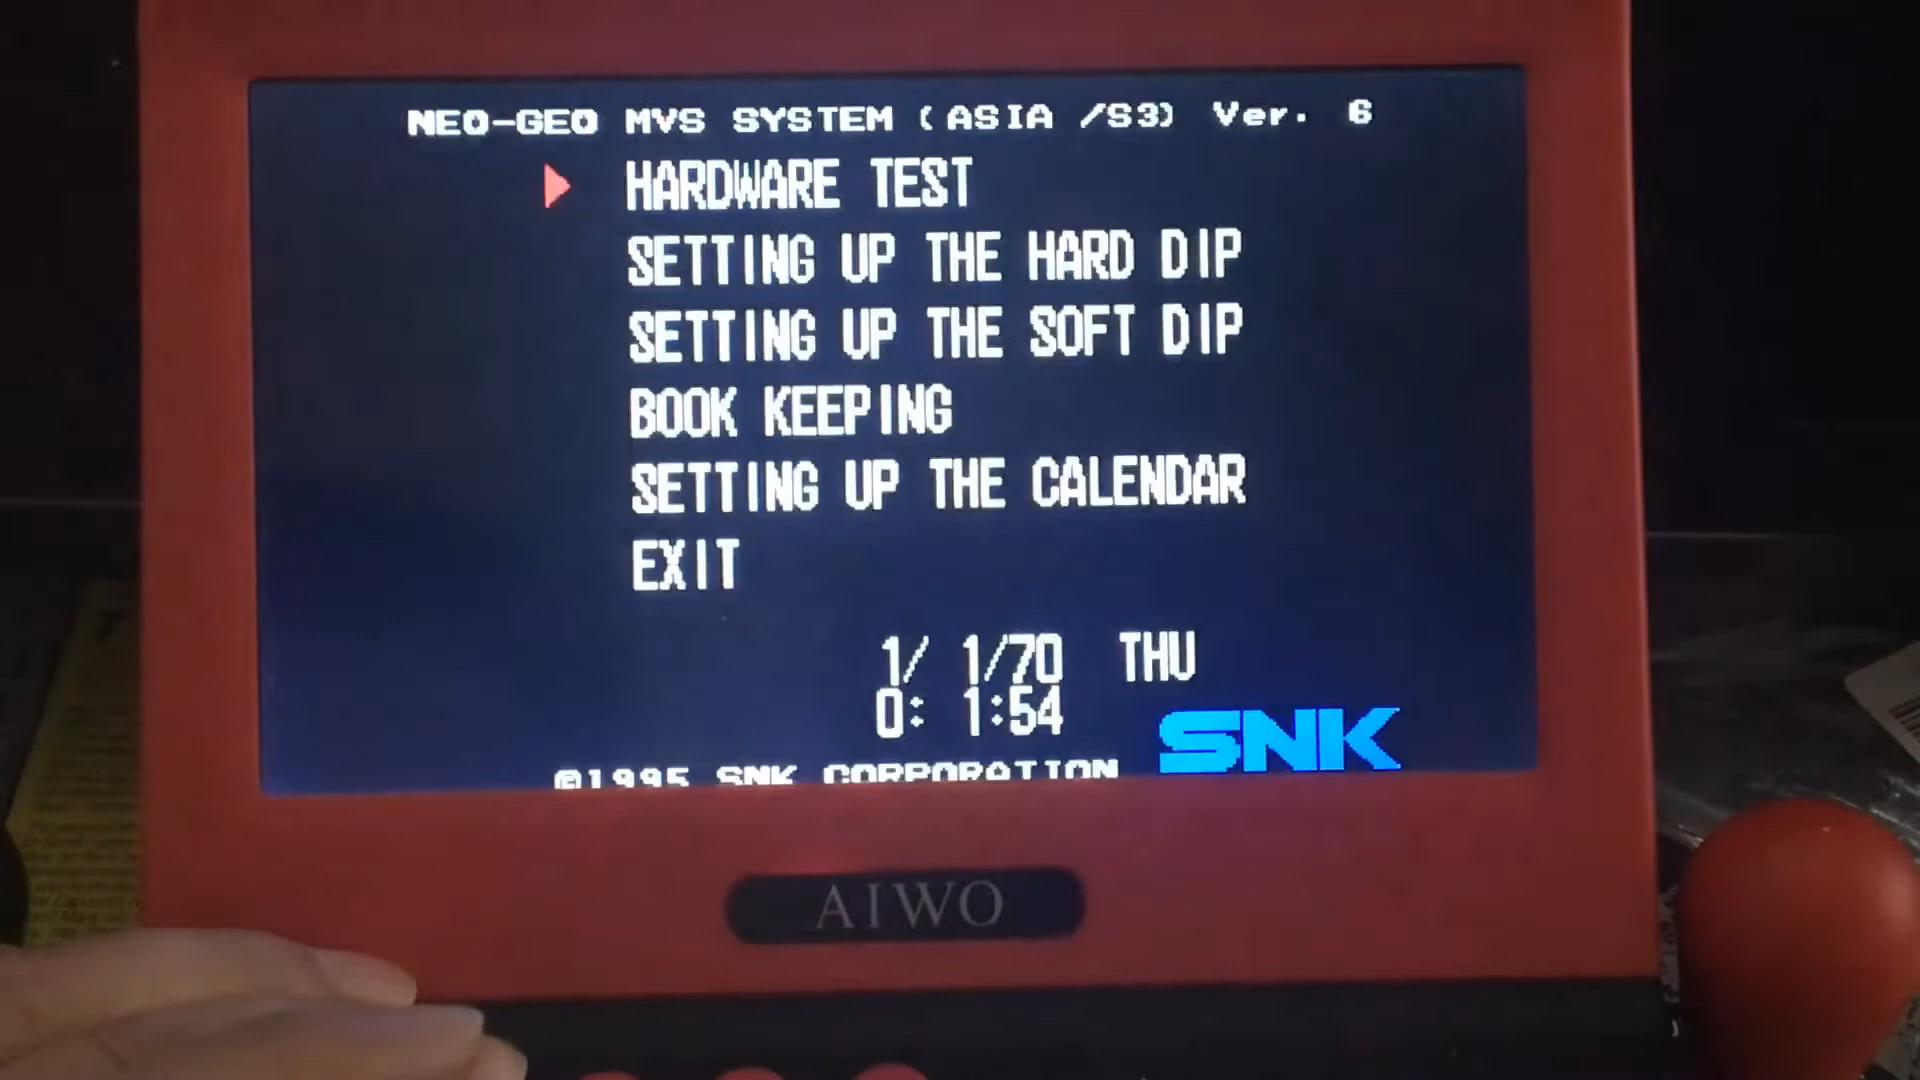 NEO-GEO MVS SYSTEM (ASIA /S3) Ver. 6
HARDWARE TEST
SETTING UP THE HARD DIP
SETTING UP THE SOFT DIP
BOOK KEEPING
SETTING UP THE CALENDAR
EXIT
1/ 1/70 THU
0: 1:54
©1995 SNK CORPORATION
SNK
AIWO